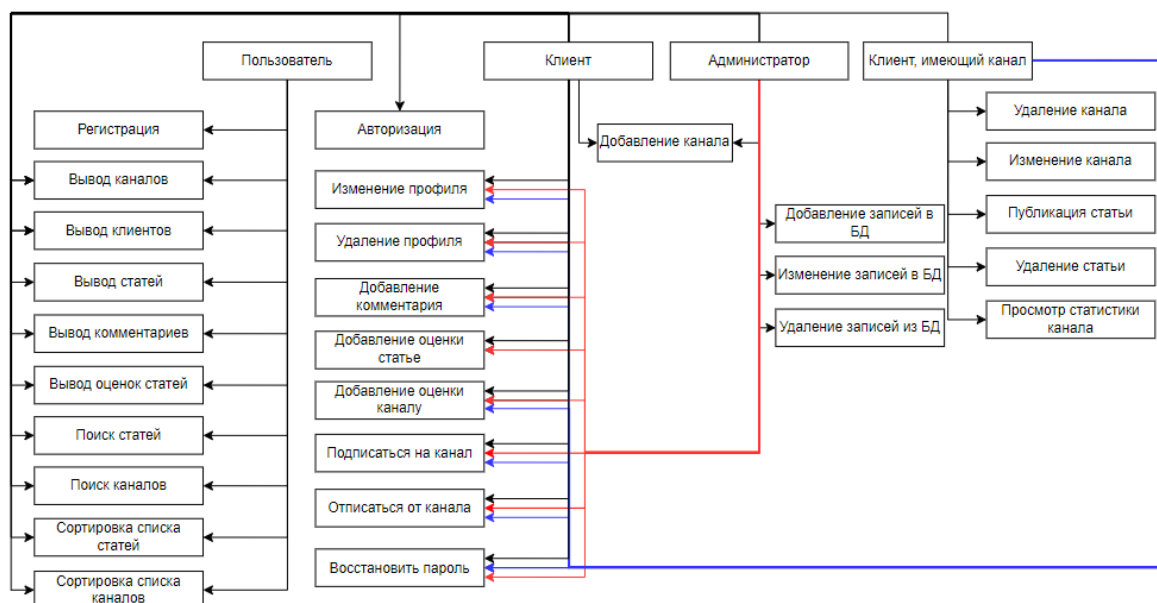 Пользователь
Клиент
Администратор
Клиент, имеющий канал
Регистрация
Вывод каналов
Вывод клиентов
Вывод статей
Вывод комментариев
Вывод оценок статей
Поиск статей
Поиск каналов
Сортировка списка
статей
Сортировка списка
каналов
Авторизация
Изменение профиля
Удаление профиля
Добавление
комментария
Добавление оценки
статье
Добавление оценки
каналу
Подписаться на канал
Отписаться от канала
Восстановить пароль
Добавление канала
Добавление записей в
БД
Изменение записей в БД
Удаление записей из БД
Удаление канала
Изменение канала
Публикация статьи
Удаление статьи
Просмотр статистики
канала